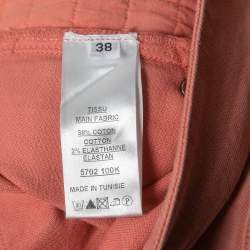 38
TISSU
MAIN FABRIC
98% COTON
COTTON
2% ELASTHANNE
ELASTAN
5702 100K
MADE IN TUNISIE